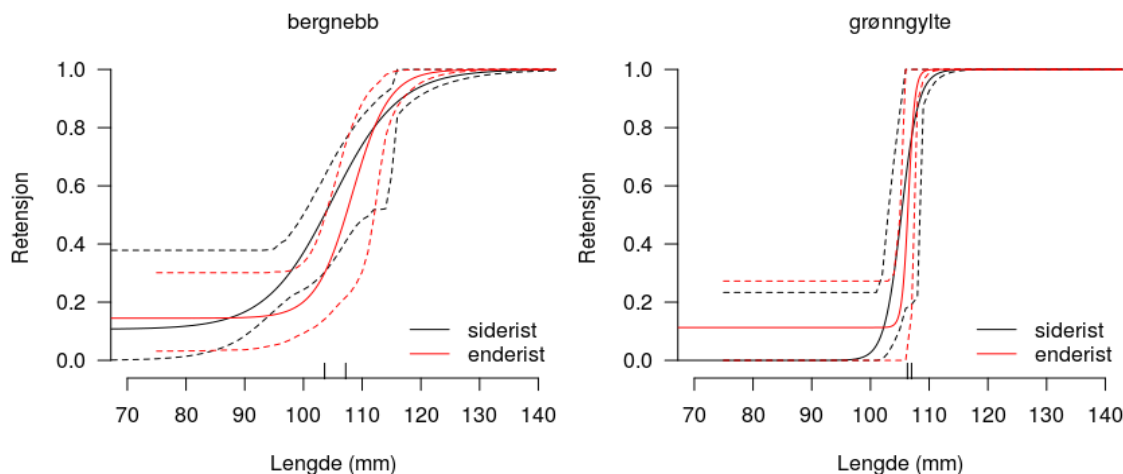 bergnebb
1.0
0.8
0.6
0.4
0.2
0.0
Retensjon
siderist
enderist
70 80 90 100 110 120 130 140
Lengde (mm)
grønngylte
1.0
0.8
0.6
0.4
0.2
0.0
Retensjon
siderist
enderist
70 80 90 100 110 120 130 140
Lengde (mm)